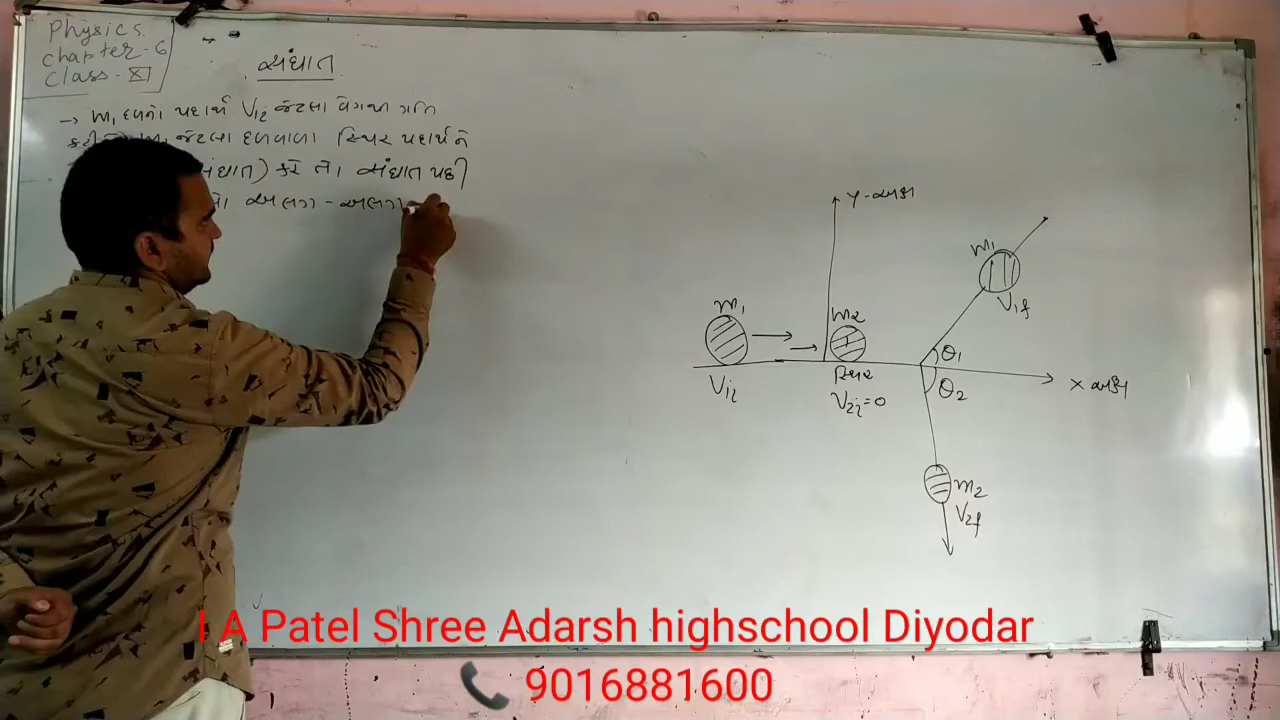 Physics
chapter-6
Class-XI
સંઘાત
→ m₁ દળનો પદાર્થ V₁ᵢ જેટલા વેગથી ગતિ
જેટલા દળવાળા સ્થિર પદાર્થને
સંઘાત) કરે તો સંઘાત પછી
અલગ-અલગ
Y-અક્ષ
m₁
V₁f
m₁
m₂
θ₁
V₁ᵢ
સ્થિર
V₂ᵢ=0
θ₂
X અક્ષ
m₂
V₂f
I A Patel Shree Adarsh highschool Diyodar
9016881600